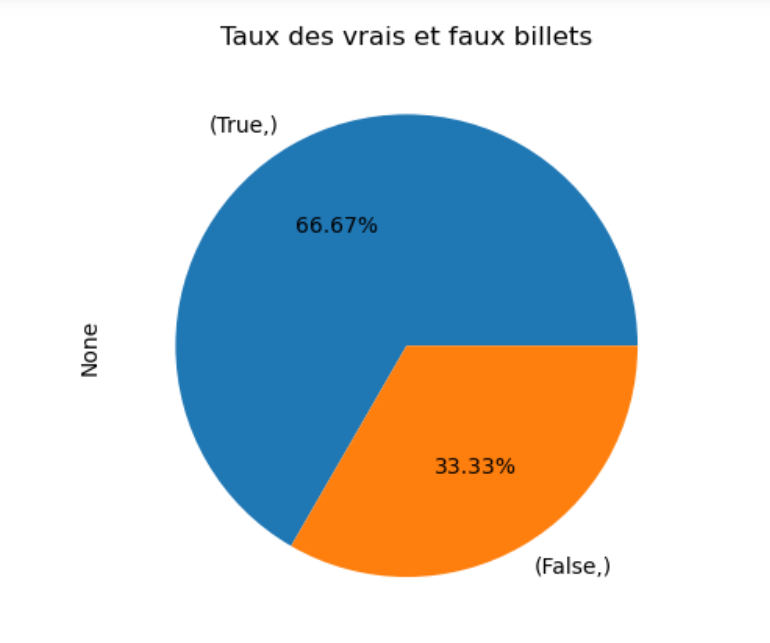 Taux des vrais et faux billets
(True,)
66.67%
None
33.33%
(False,)